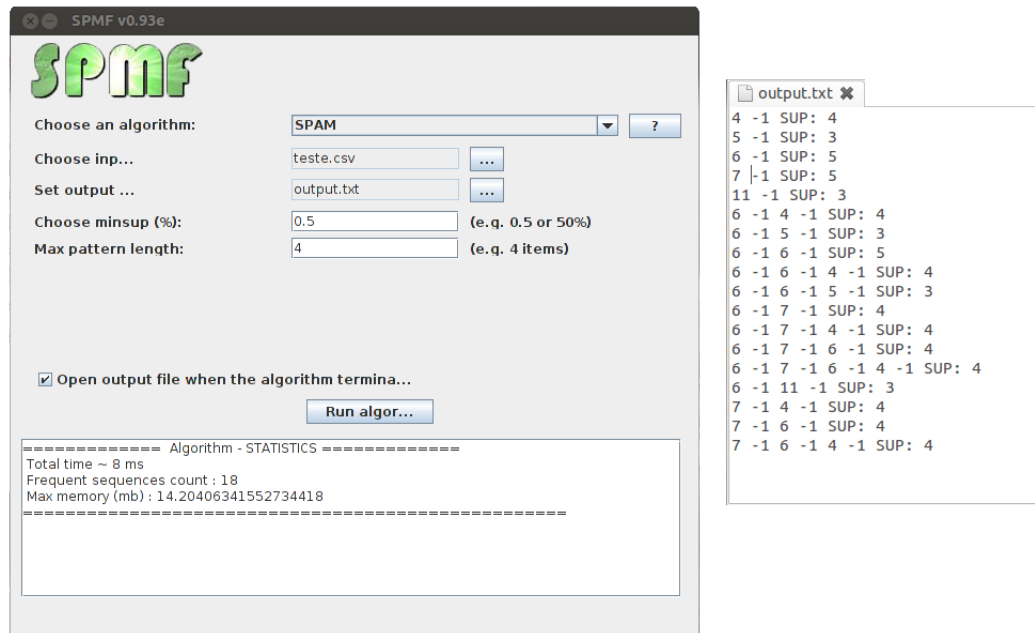 SPMF v0.93e
SPMF
Choose an algorithm:
SPAM
?
Choose inp...
teste.csv
...
Set output ...
output.txt
...
Choose minsup (%):
0.5
(e.g. 0.5 or 50%)
Max pattern length:
4
(e.g. 4 items)
Open output file when the algorithm termina...
Run algor...
============= Algorithm - STATISTICS =============
Total time ~ 8 ms
Frequent sequences count : 18
Max memory (mb) : 14.20406341552734418
===================================================
output.txt
4 -1 SUP: 4
5 -1 SUP: 3
6 -1 SUP: 5
7 -1 SUP: 5
11 -1 SUP: 3
6 -1 4 -1 SUP: 4
6 -1 5 -1 SUP: 3
6 -1 6 -1 SUP: 5
6 -1 6 -1 4 -1 SUP: 4
6 -1 6 -1 5 -1 SUP: 3
6 -1 7 -1 SUP: 4
6 -1 7 -1 4 -1 SUP: 4
6 -1 7 -1 6 -1 SUP: 4
6 -1 7 -1 6 -1 4 -1 SUP: 4
6 -1 11 -1 SUP: 3
7 -1 4 -1 SUP: 4
7 -1 6 -1 SUP: 4
7 -1 6 -1 4 -1 SUP: 4